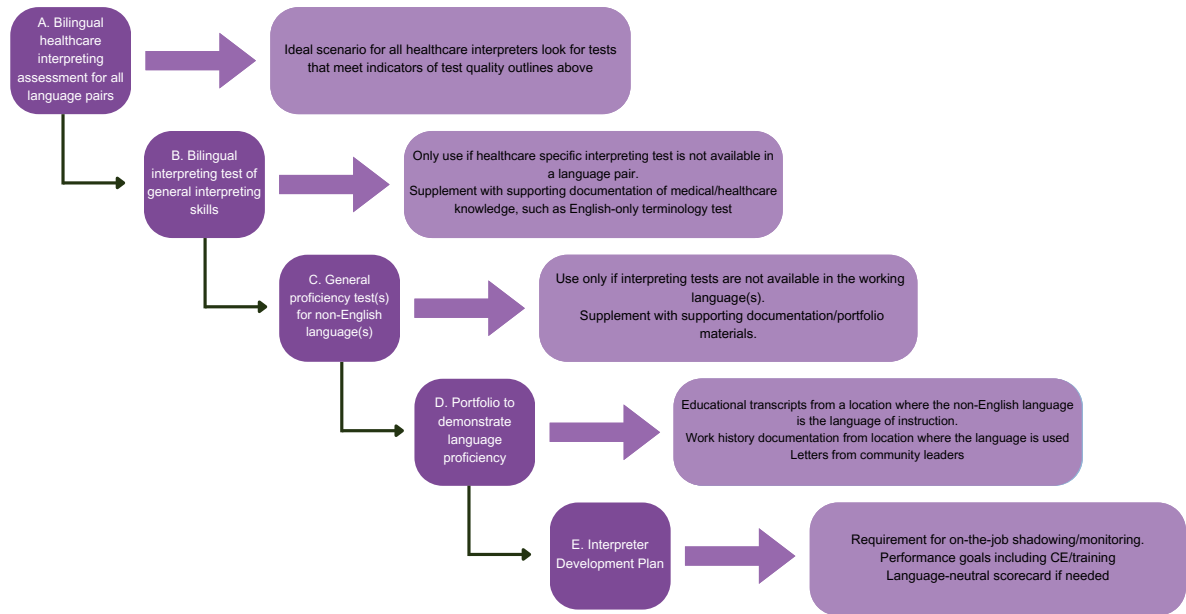 A. Bilingual
healthcare
interpreting
assessment for all
language pairs
Ideal scenario for all healthcare interpreters look for tests
that meet indicators of test quality outlines above
B. Bilingual
interpreting test of
general interpreting
skills
Only use if healthcare specific interpreting test is not available in
a language pair.
Supplement with supporting documentation of medical/healthcare
knowledge, such as English-only terminology test
C. General
proficiency test(s)
for non-English
language(s)
Use only if interpreting tests are not available in the working
language(s).
Supplement with supporting documentation/portfolio
materials.
D. Portfolio to
demonstrate
language
proficiency
Educational transcripts from a location where the non-English language
is the language of instruction.
Work history documentation from location where the language is used
Letters from community leaders
E. Interpreter
Development Plan
Requirement for on-the-job shadowing/monitoring.
Performance goals including CE/training
Language-neutral scorecard if needed